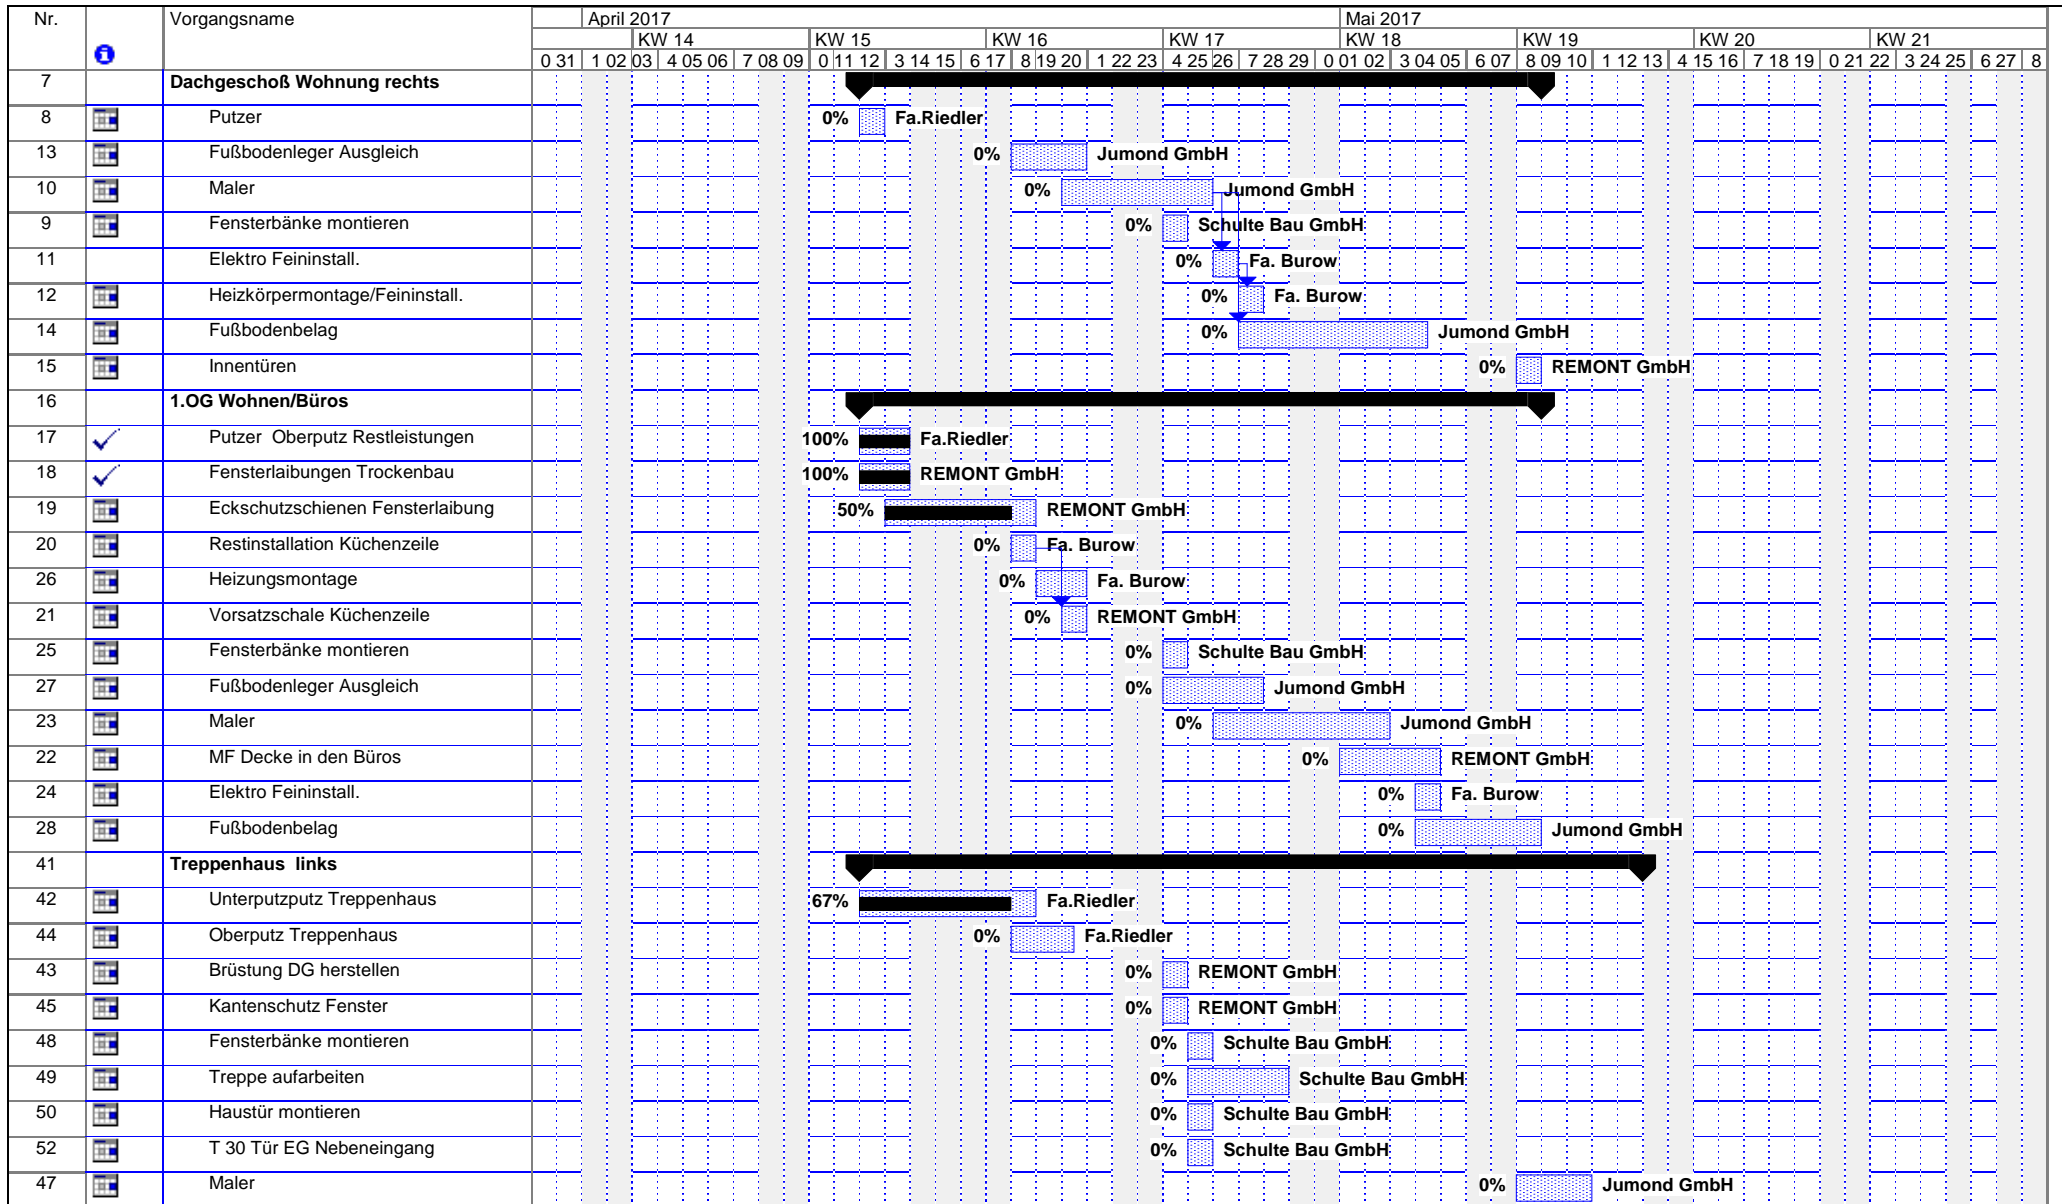 Nr. Vorgangsname April 2017 Mai 2017
KW 14 KW 15 KW 16 KW 17 KW 18 KW 19 KW 20 KW 21
0 31 1 02 03 4 05 06 7 08 09 0 11 12 3 14 15 6 17 8 19 20 1 22 23 4 25 26 7 28 29 0 01 02 3 04 05 6 07 8 09 10 1 12 13 4 15 16 7 18 19 0 21 22 3 24 25 6 27 8
7 Dachgeschoß Wohnung rechts
8 Putzer 0% Fa.Riedler
13 Fußbodenleger Ausgleich 0% Jumond GmbH
10 Maler 0% Jumond GmbH
9 Fensterbänke montieren 0% Schulte Bau GmbH
11 Elektro Feininstall. 0% Fa. Burow
12 Heizkörpermontage/Feininstall. 0% Fa. Burow
14 Fußbodenbelag 0% Jumond GmbH
15 Innentüren 0% REMONT GmbH
16 1.OG Wohnen/Büros
17 Putzer Oberputz Restleistungen 100% Fa.Riedler
18 Fensterlaibungen Trockenbau 100% REMONT GmbH
19 Eckschutzschienen Fensterlaibung 50% REMONT GmbH
20 Restinstallation Küchenzeile 0% Fa. Burow
26 Heizungsmontage 0% Fa. Burow
21 Vorsatzschale Küchenzeile 0% REMONT GmbH
25 Fensterbänke montieren 0% Schulte Bau GmbH
27 Fußbodenleger Ausgleich 0% Jumond GmbH
23 Maler 0% Jumond GmbH
22 MF Decke in den Büros 0% REMONT GmbH
24 Elektro Feininstall. 0% Fa. Burow
28 Fußbodenbelag 0% Jumond GmbH
41 Treppenhaus links
42 Unterputzputz Treppenhaus 67% Fa.Riedler
44 Oberputz Treppenhaus 0% Fa.Riedler
43 Brüstung DG herstellen 0% REMONT GmbH
45 Kantenschutz Fenster 0% REMONT GmbH
48 Fensterbänke montieren 0% Schulte Bau GmbH
49 Treppe aufarbeiten 0% Schulte Bau GmbH
50 Haustür montieren 0% Schulte Bau GmbH
52 T 30 Tür EG Nebeneingang 0% Schulte Bau GmbH
47 Maler 0% Jumond GmbH